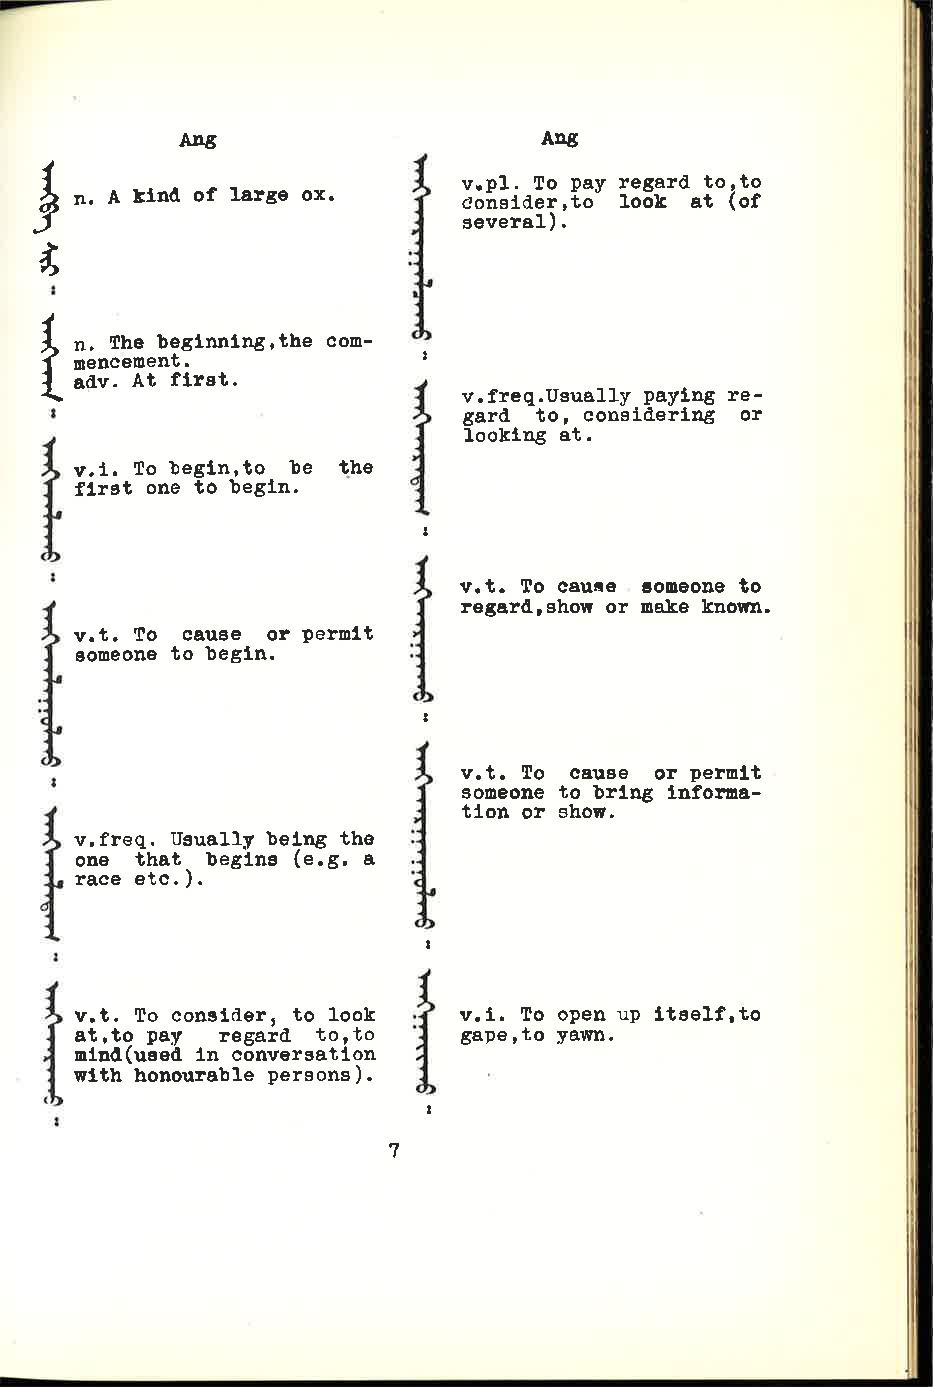 Ang
n. A kind of large ox.
n. The beginning,the com-
mencement.
adv. At first.
v.i. To begin,to be the
first one to begin.
v.t. To cause or permit
someone to begin.
v.freq. Usually being the
one that begins (e.g. a
race etc.).
v.t. To consider, to look
at,to pay regard to,to
mind(used in conversation
with honourable persons).
Ang
v.pl. To pay regard to,to
consider,to look at (of
several).
v.freq.Usually paying re-
gard to, considering or
looking at.
v.t. To cause someone to
regard,show or make known.
v.t. To cause or permit
someone to bring informa-
tion or show.
v.i. To open up itself,to
gape,to yawn.
7